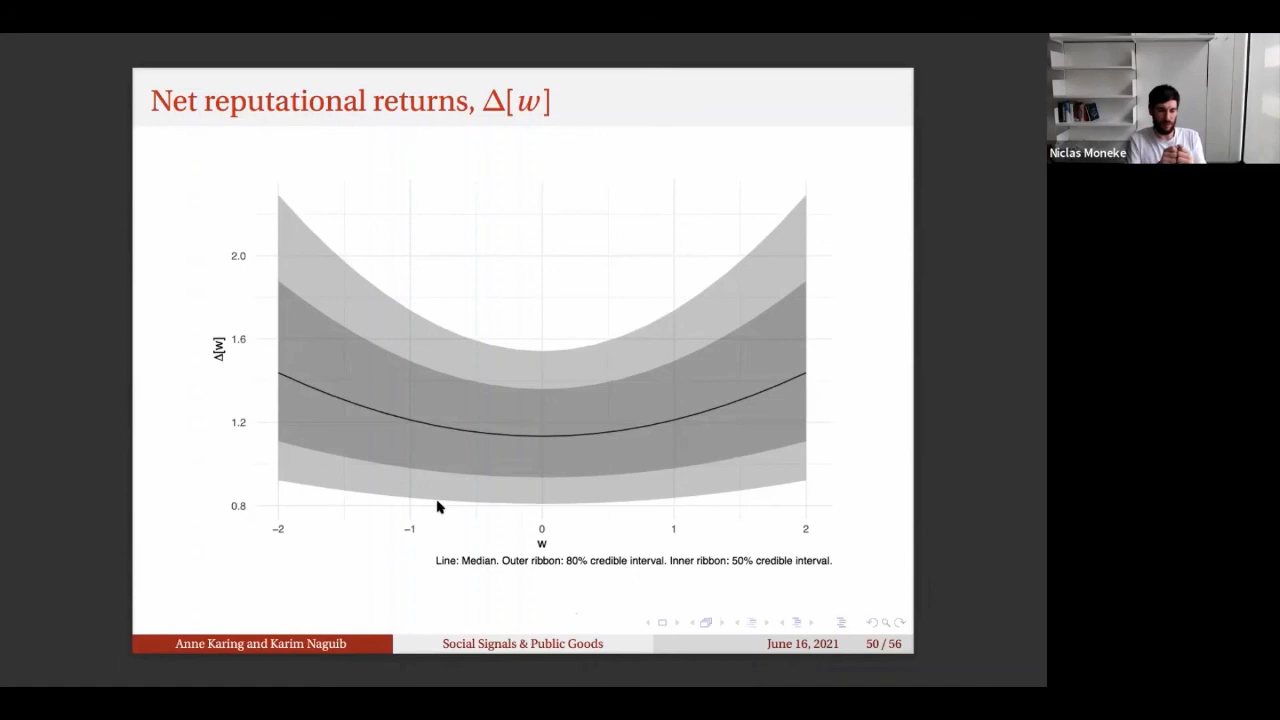 Net reputational returns, Δ[w]
Niclas Moneke
2.0
1.6
1.2
0.8
Δ[w]
−2
−1
0
1
2
w
Line: Median. Outer ribbon: 80% credible interval. Inner ribbon: 50% credible interval.
Anne Karing and Karim Naguib
Social Signals & Public Goods
June 16, 2021
50 / 56